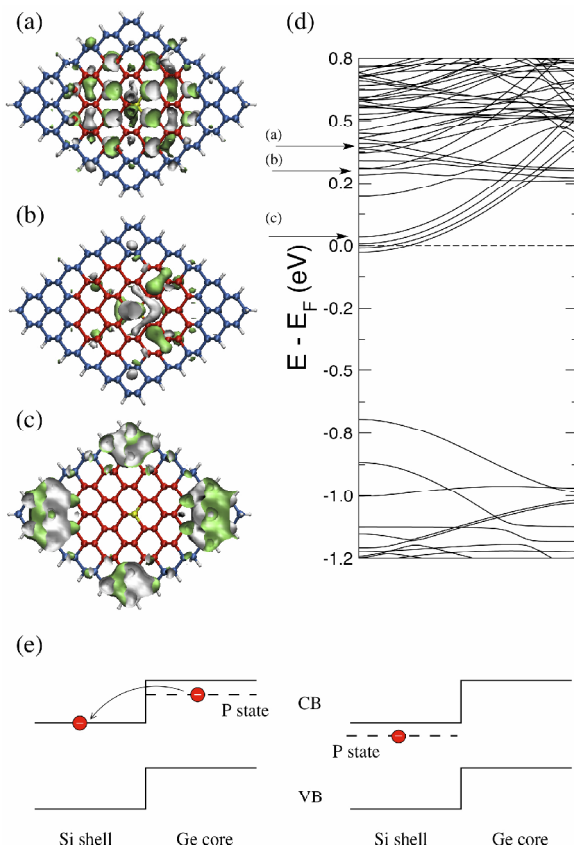 (a)
(b)
(c)
(d)
0.8
0.5
0.2
0.0
-0.2
-0.5
-0.8
-1.0
-1.2
E - E_F (eV)
(a)
(b)
(c)
(e)
P state
CB
P state
VB
Si shell
Ge core
Si shell
Ge core